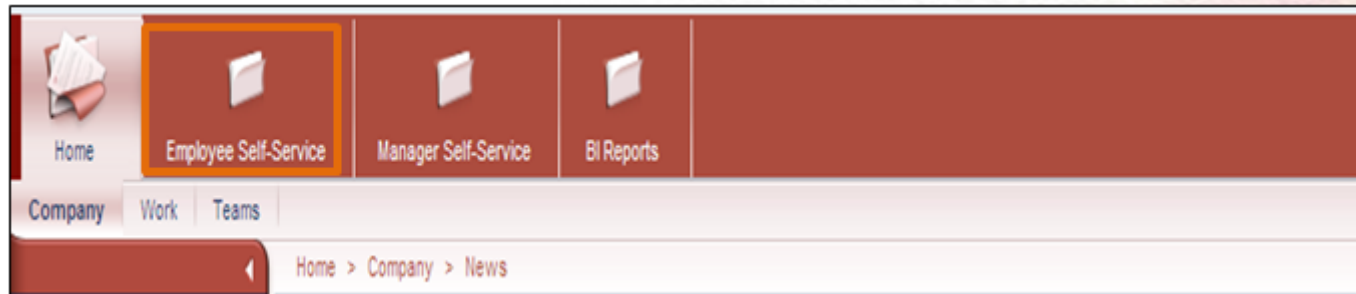 Home Employee Self-Service Manager Self-Service BI Reports
Company Work Teams
Home > Company > News